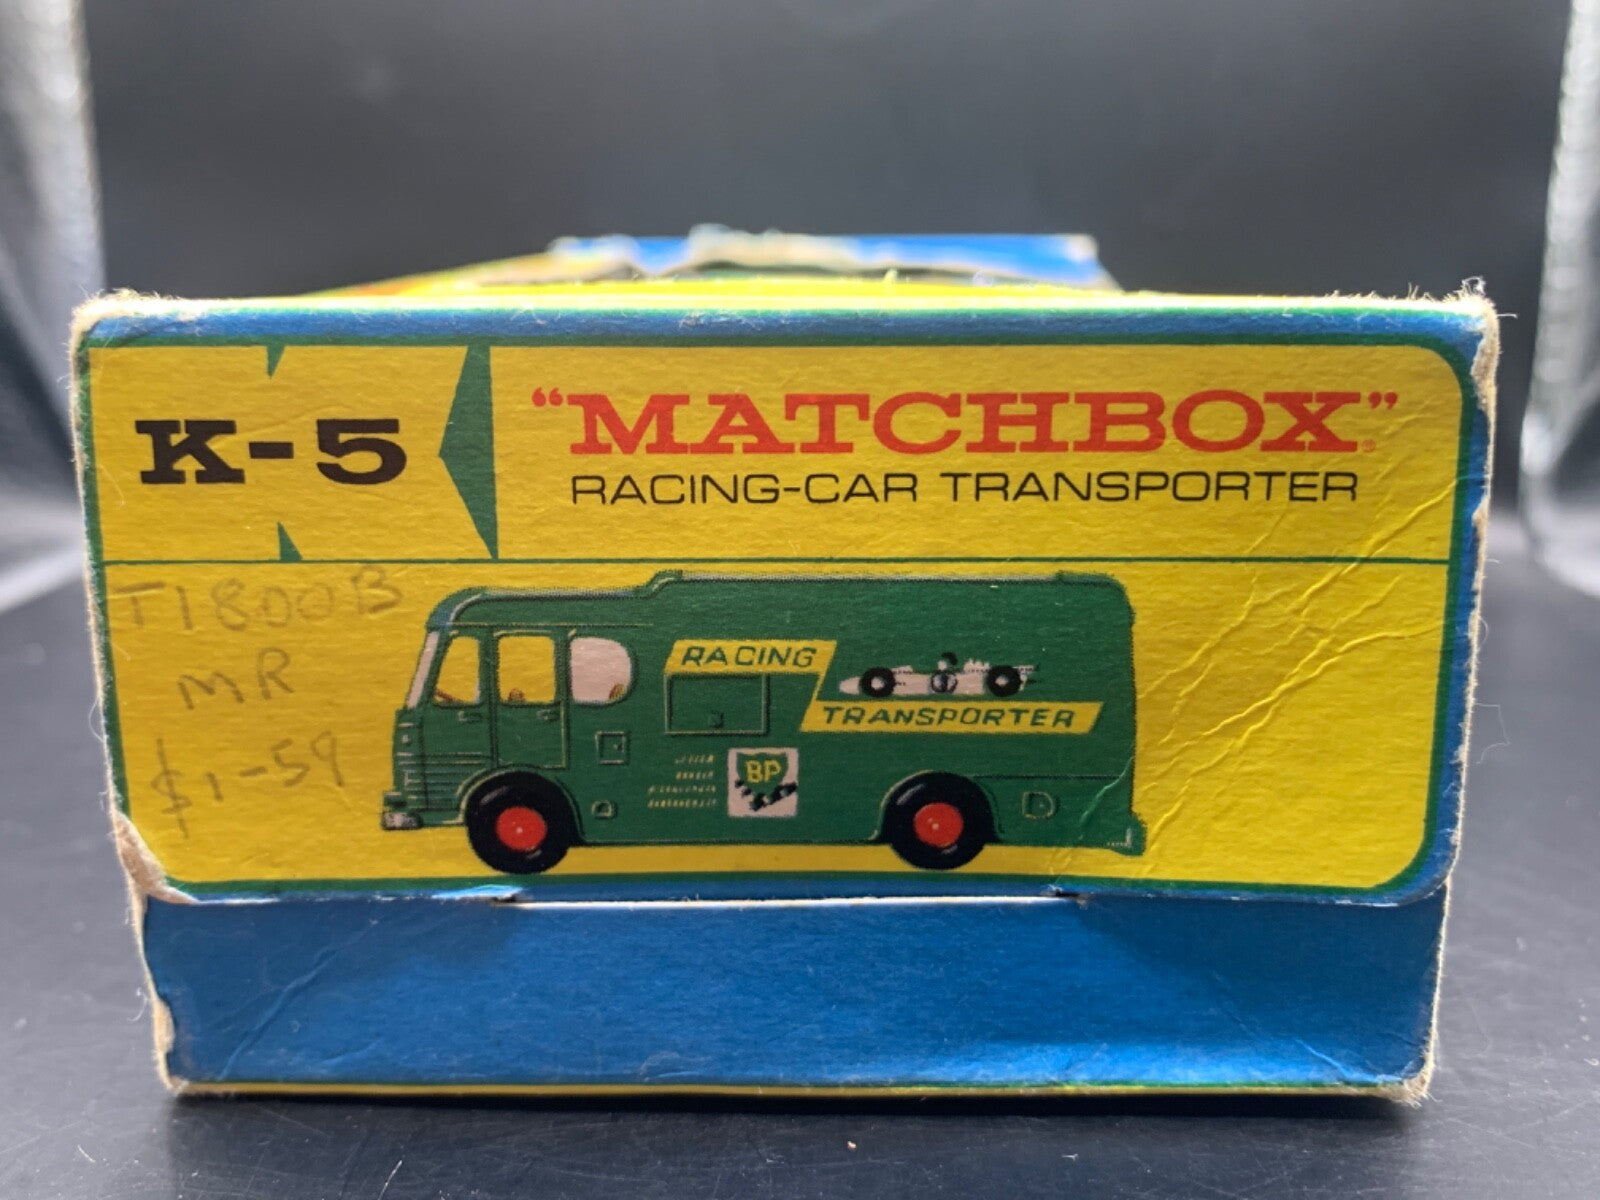 K-5
"MATCHBOX"®
RACING-CAR TRANSPORTER
T1800B
MR
$1-59
RACING
TRANSPORTER
BP